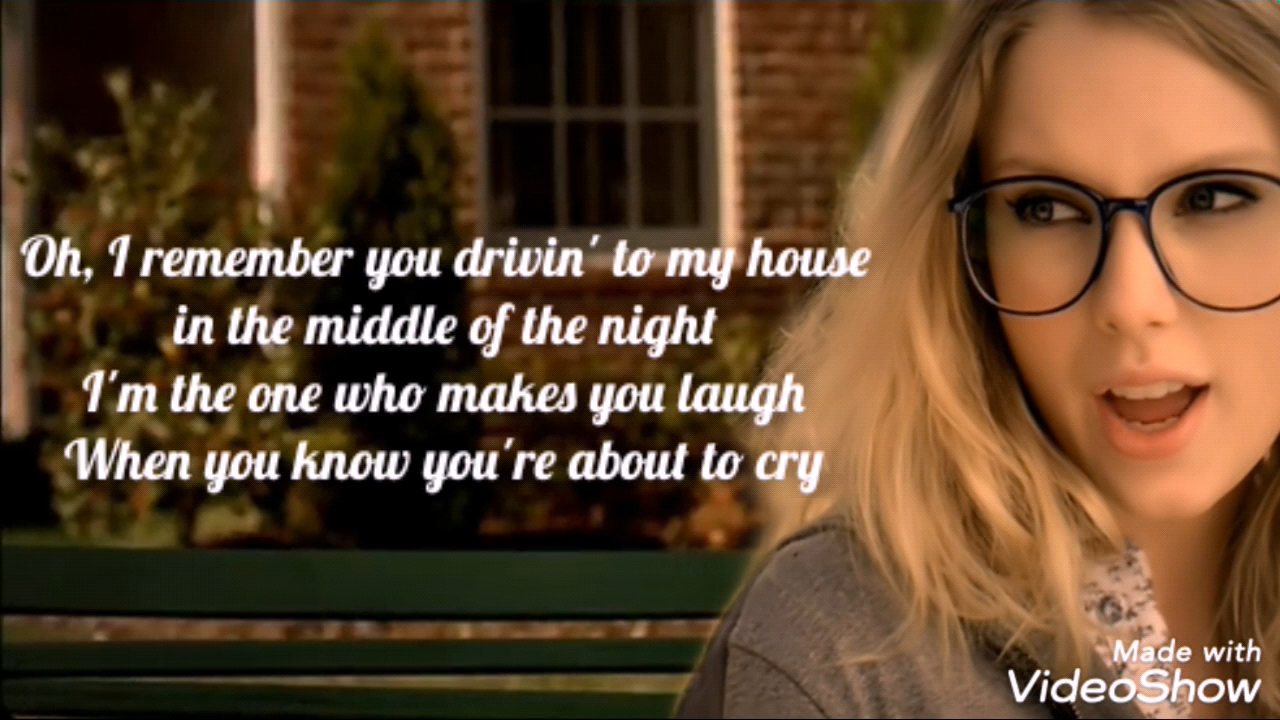 Oh, I remember you drivin' to my house
in the middle of the night
I'm the one who makes you laugh
When you know you're about to cry
Made with
VideoShow